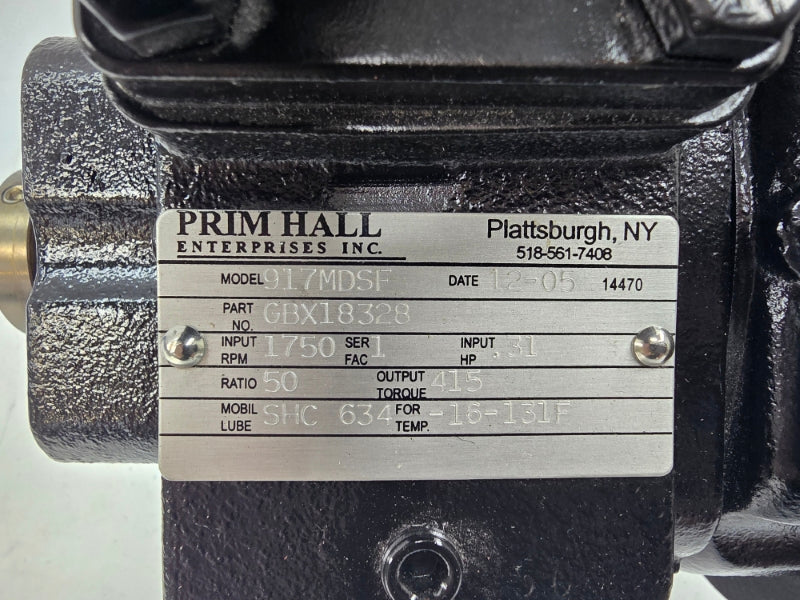 PRIM HALL
ENTERPRISES INC.
Plattsburgh, NY
518-561-7408
MODEL 917MDSF DATE 12-05 14470
PART NO. GBX18328
INPUT RPM 1750 SER FAC 1 INPUT HP .31
RATIO 50 OUTPUT TORQUE 415
MOBIL LUBE SHC 634 FOR TEMP. -16-131F